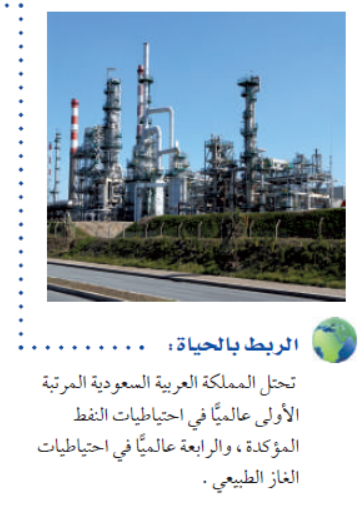 الربط بالحياة :
تحتل المملكة العربية السعودية المرتبة
الأولى عالميًّا في احتياطيات النفط
المؤكدة ، والرابعة عالميًّا في احتياطيات
الغاز الطبيعي .